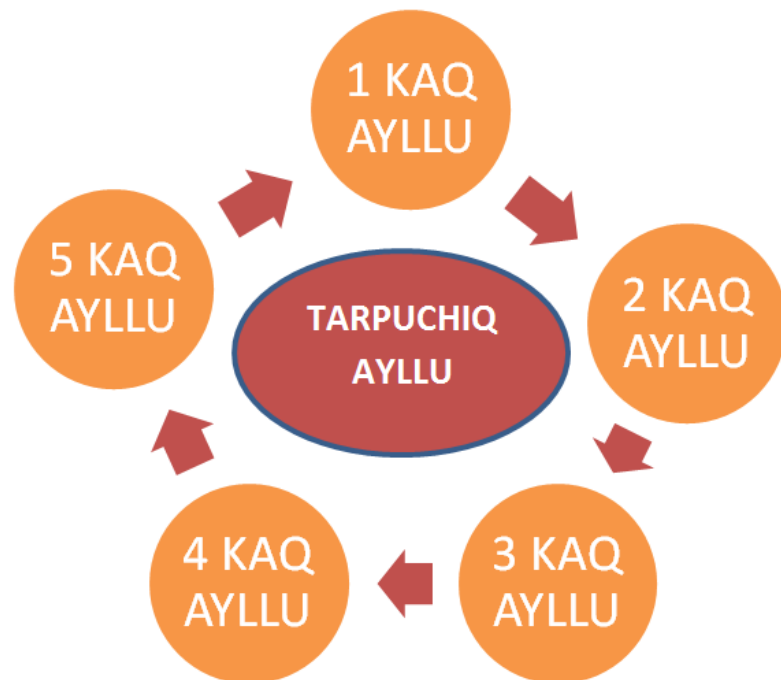 1 KAQ
AYLLU
2 KAQ
AYLLU
3 KAQ
AYLLU
4 KAQ
AYLLU
5 KAQ
AYLLU
TARPUCHIQ
AYLLU